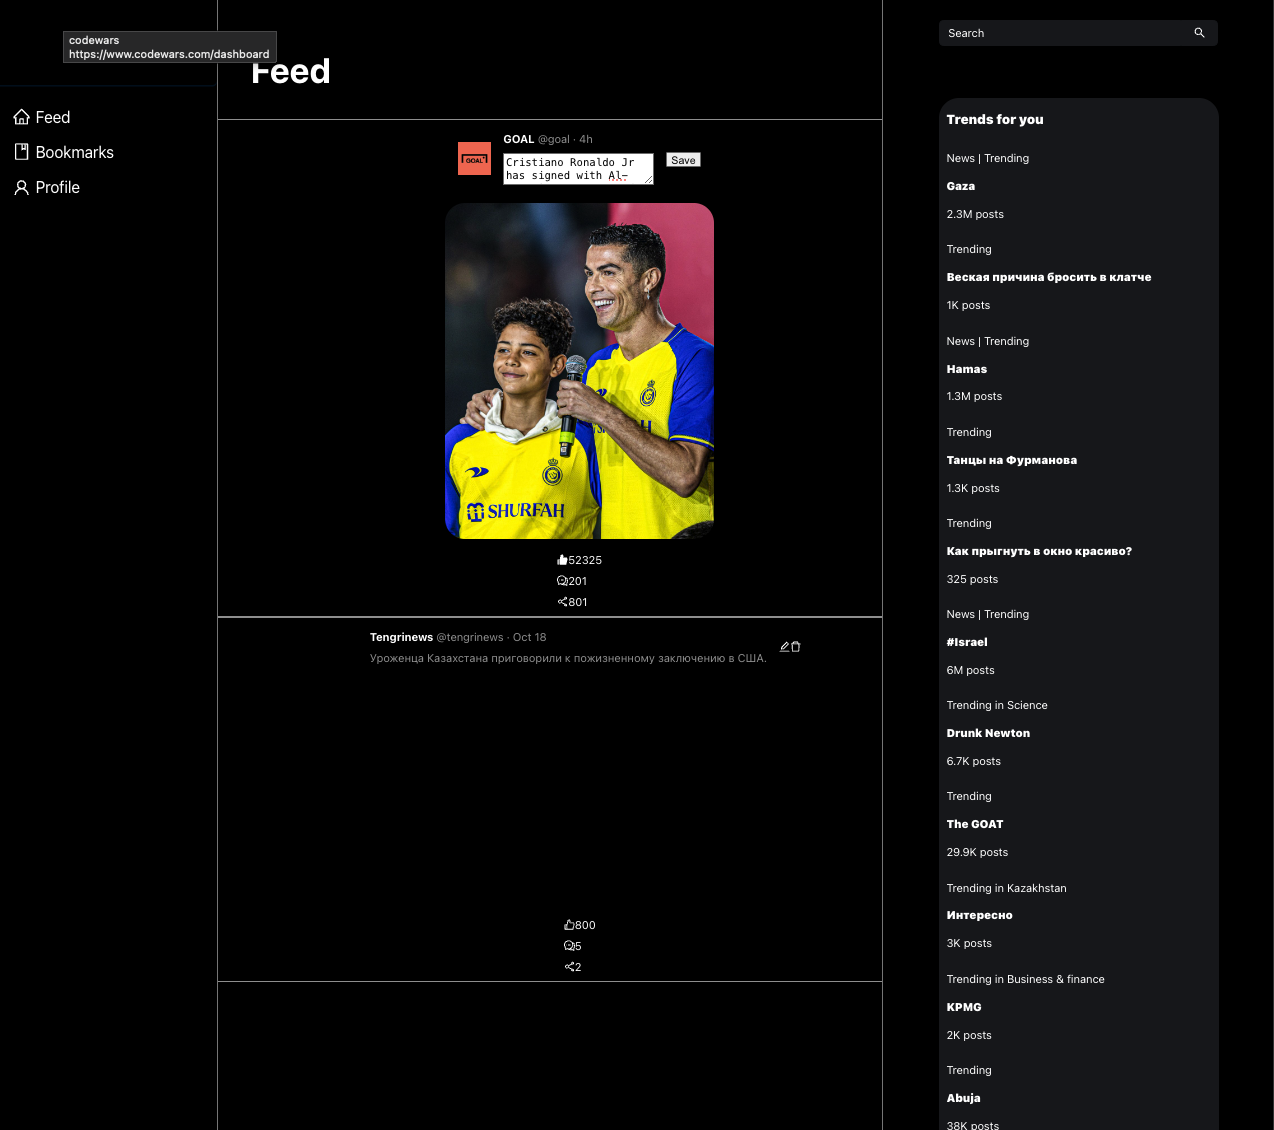 codewars
https://www.codewars.com/dashboard
Feed
Bookmarks
Profile
Feed
GOAL @goal · 4h
GOAL
Cristiano Ronaldo Jr
has signed with Al-
Save
SHURFAH
52325
201
801
Tengrinews @tengrinews · Oct 18
Уроженца Казахстана приговорили к пожизненному заключению в США.
800
5
2
Search
Trends for you
News | Trending
Gaza
2.3M posts
Trending
Веская причина бросить в клатче
1K posts
News | Trending
Hamas
1.3M posts
Trending
Танцы на Фурманова
1.3K posts
Trending
Как прыгнуть в окно красиво?
325 posts
News | Trending
#Israel
6M posts
Trending in Science
Drunk Newton
6.7K posts
Trending
The GOAT
29.9K posts
Trending in Kazakhstan
Интересно
3K posts
Trending in Business & finance
KPMG
2K posts
Trending
Abuja
38K posts